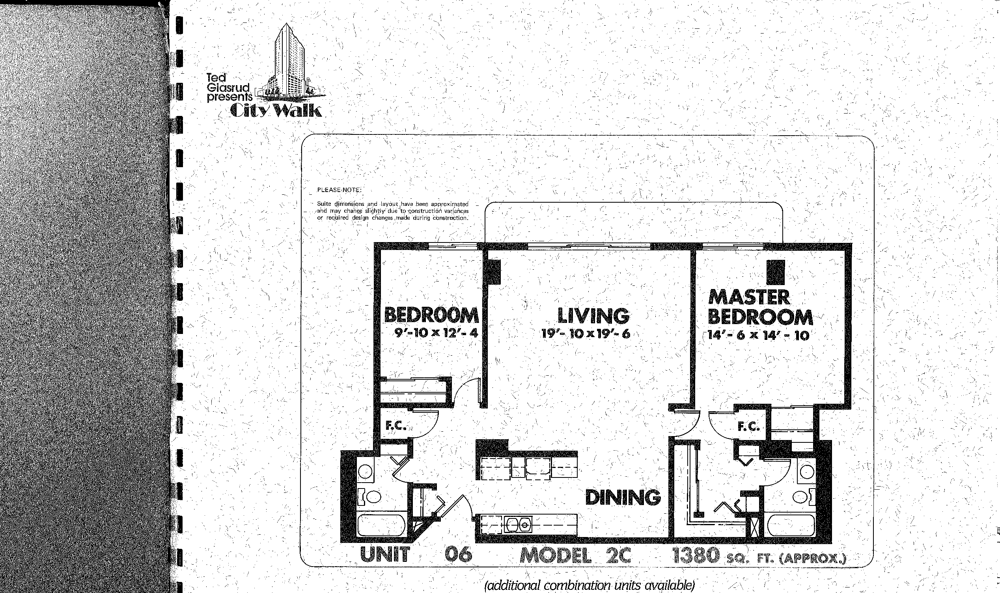 Ted
Glasrud
presents
City Walk
PLEASE NOTE:
Suite dimensions and layout have been approximated
and may change slightly due to construction variances
or required design changes made during construction.
BEDROOM
9'-10 x 12'- 4
LIVING
19'- 10 x 19'- 6
MASTER
BEDROOM
14'- 6 x 14' - 10
F.C.
F.C.
DINING
UNIT 06 MODEL 2C 1380 SQ. FT. (APPROX.)
(additional combination units available)